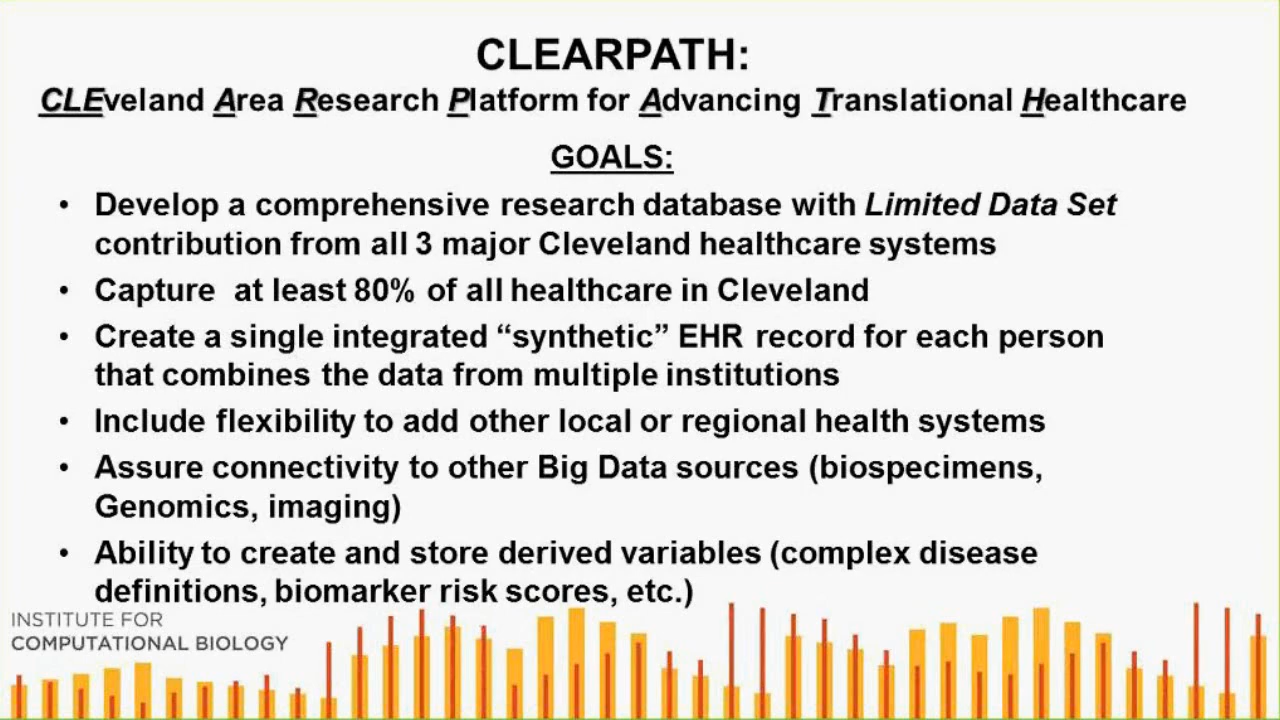 CLEARPATH:
CLEveland Area Research Platform for Advancing Translational Healthcare
GOALS:
• Develop a comprehensive research database with Limited Data Set
contribution from all 3 major Cleveland healthcare systems
• Capture at least 80% of all healthcare in Cleveland
• Create a single integrated “synthetic” EHR record for each person
that combines the data from multiple institutions
• Include flexibility to add other local or regional health systems
• Assure connectivity to other Big Data sources (biospecimens,
Genomics, imaging)
• Ability to create and store derived variables (complex disease
definitions, biomarker risk scores, etc.)
INSTITUTE FOR
COMPUTATIONAL BIOLOGY